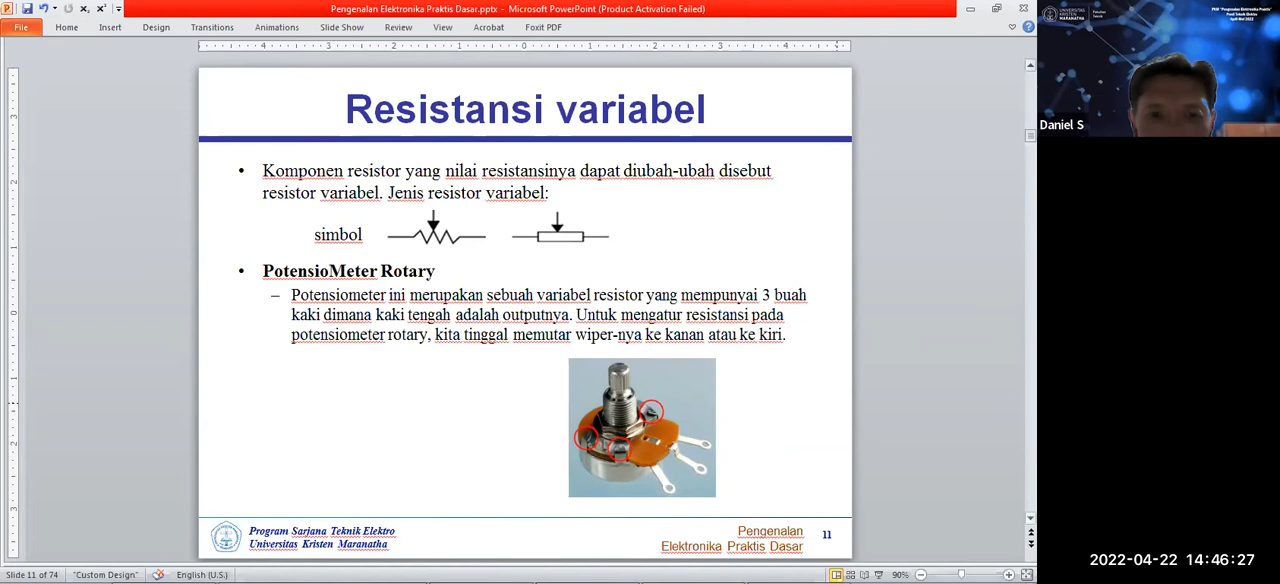 Pengenalan Elektronika Praktis Dasar.pptx - Microsoft PowerPoint (Product Activation Failed)
File Home Insert Design Transitions Animations Slide Show Review View Acrobat Foxit PDF
UNIVERSITAS
KRISTEN
MARANATHA
Daniel S
Resistansi variabel
• Komponen resistor yang nilai resistansinya dapat diubah-ubah disebut
resistor variabel. Jenis resistor variabel:
simbol
• PotensioMeter Rotary
– Potensiometer ini merupakan sebuah variabel resistor yang mempunyai 3 buah
kaki dimana kaki tengah adalah outputnya. Untuk mengatur resistansi pada
potensiometer rotary, kita tinggal memutar wiper-nya ke kanan atau ke kiri.
Program Sarjana Teknik Elektro
Universitas Kristen Maranatha
Pengenalan
Elektronika Praktis Dasar
11
2022-04-22 14:46:27
Slide 11 of 74 "Custom Design" English (U.S.) 90%